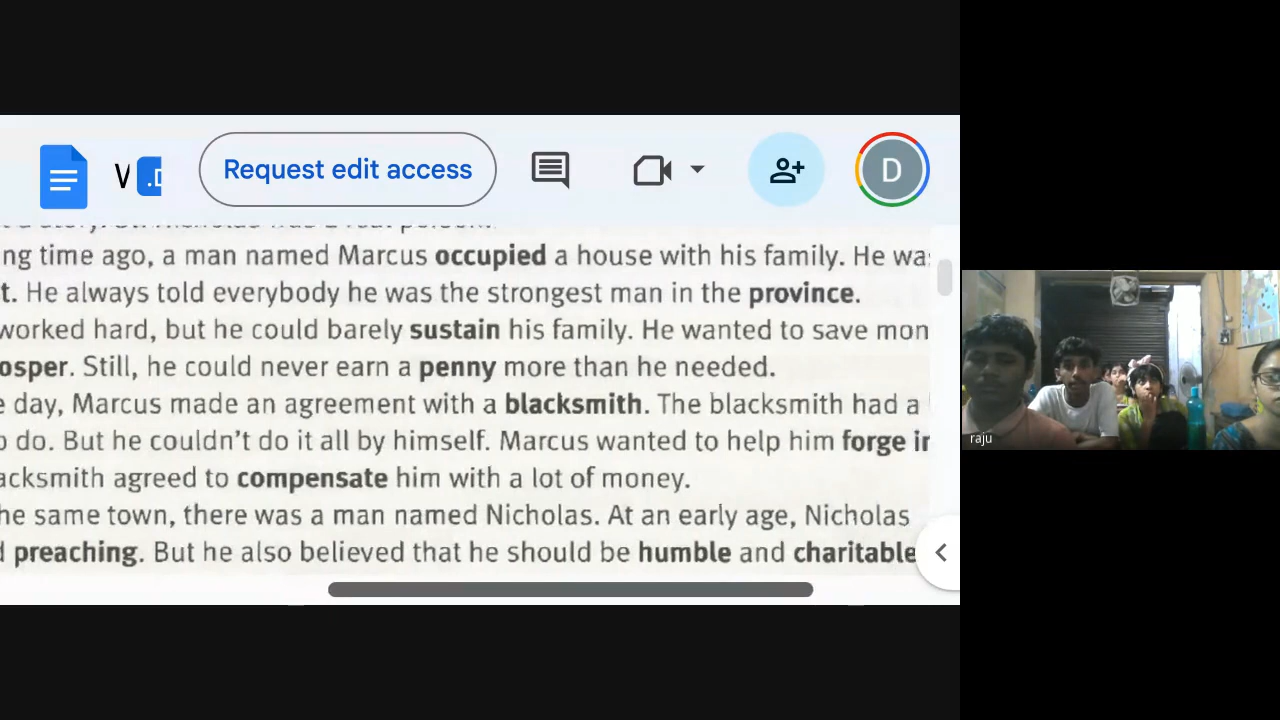 Request edit access
D
ng time ago, a man named Marcus occupied a house with his family. He was
t. He always told everybody he was the strongest man in the province.
worked hard, but he could barely sustain his family. He wanted to save mon
osper. Still, he could never earn a penny more than he needed.
e day, Marcus made an agreement with a blacksmith. The blacksmith had a
o do. But he couldn't do it all by himself. Marcus wanted to help him forge ir
acksmith agreed to compensate him with a lot of money.
he same town, there was a man named Nicholas. At an early age, Nicholas
d preaching. But he also believed that he should be humble and charitable
raju